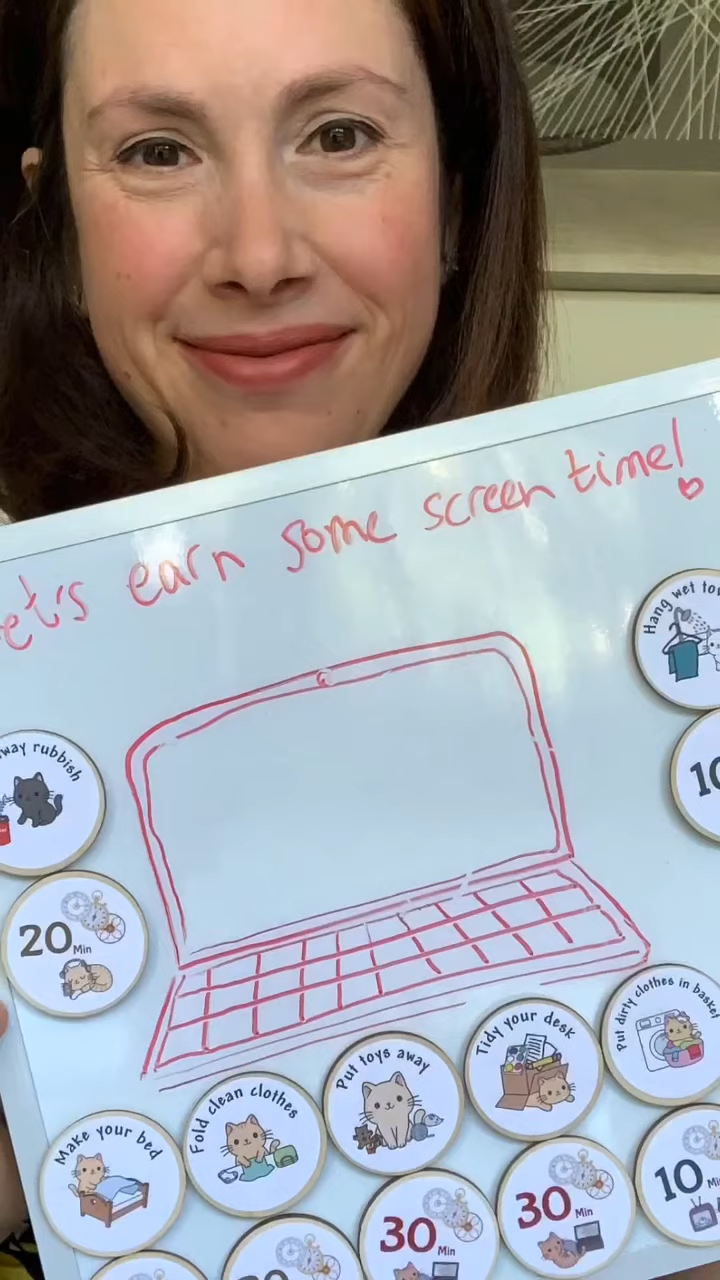 et's earn some screen time!
Hang wet tow
way rubbish
10
20 Min
Put dirty clothes in basket
Tidy your desk
Put toys away
Fold clean clothes
Make your bed
10 Min
30 Min
30 Min